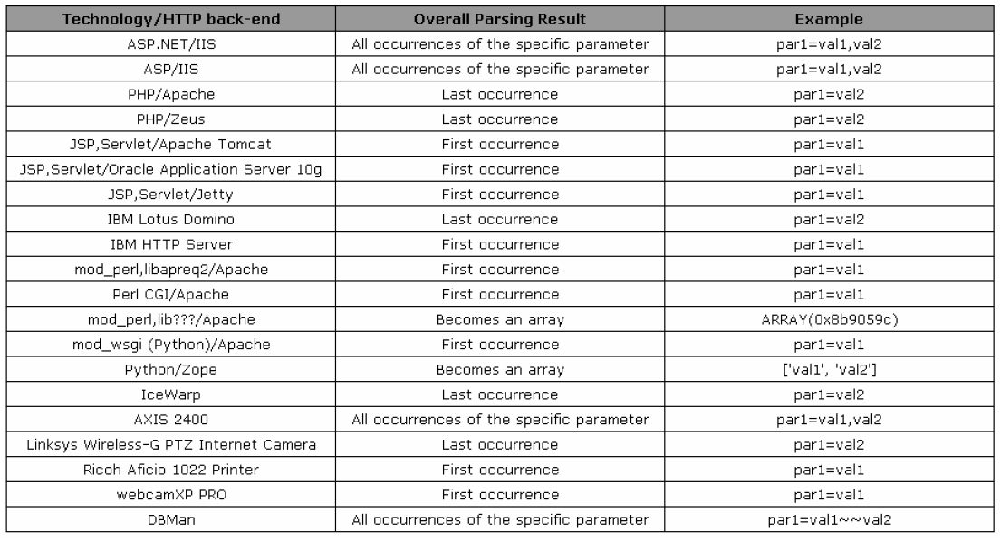 Technology/HTTP back-end Overall Parsing Result Example
ASP.NET/IIS All occurrences of the specific parameter par1=val1,val2
ASP/IIS All occurrences of the specific parameter par1=val1,val2
PHP/Apache Last occurrence par1=val2
PHP/Zeus Last occurrence par1=val2
JSP,Servlet/Apache Tomcat First occurrence par1=val1
JSP,Servlet/Oracle Application Server 10g First occurrence par1=val1
JSP,Servlet/Jetty First occurrence par1=val1
IBM Lotus Domino Last occurrence par1=val2
IBM HTTP Server First occurrence par1=val1
mod_perl,libapreq2/Apache First occurrence par1=val1
Perl CGI/Apache First occurrence par1=val1
mod_perl,lib???/Apache Becomes an array ARRAY(0x8b9059c)
mod_wsgi (Python)/Apache First occurrence par1=val1
Python/Zope Becomes an array ['val1', 'val2']
IceWarp Last occurrence par1=val2
AXIS 2400 All occurrences of the specific parameter par1=val1,val2
Linksys Wireless-G PTZ Internet Camera Last occurrence par1=val2
Ricoh Aficio 1022 Printer First occurrence par1=val1
webcamXP PRO First occurrence par1=val1
DBMan All occurrences of the specific parameter par1=val1~~val2